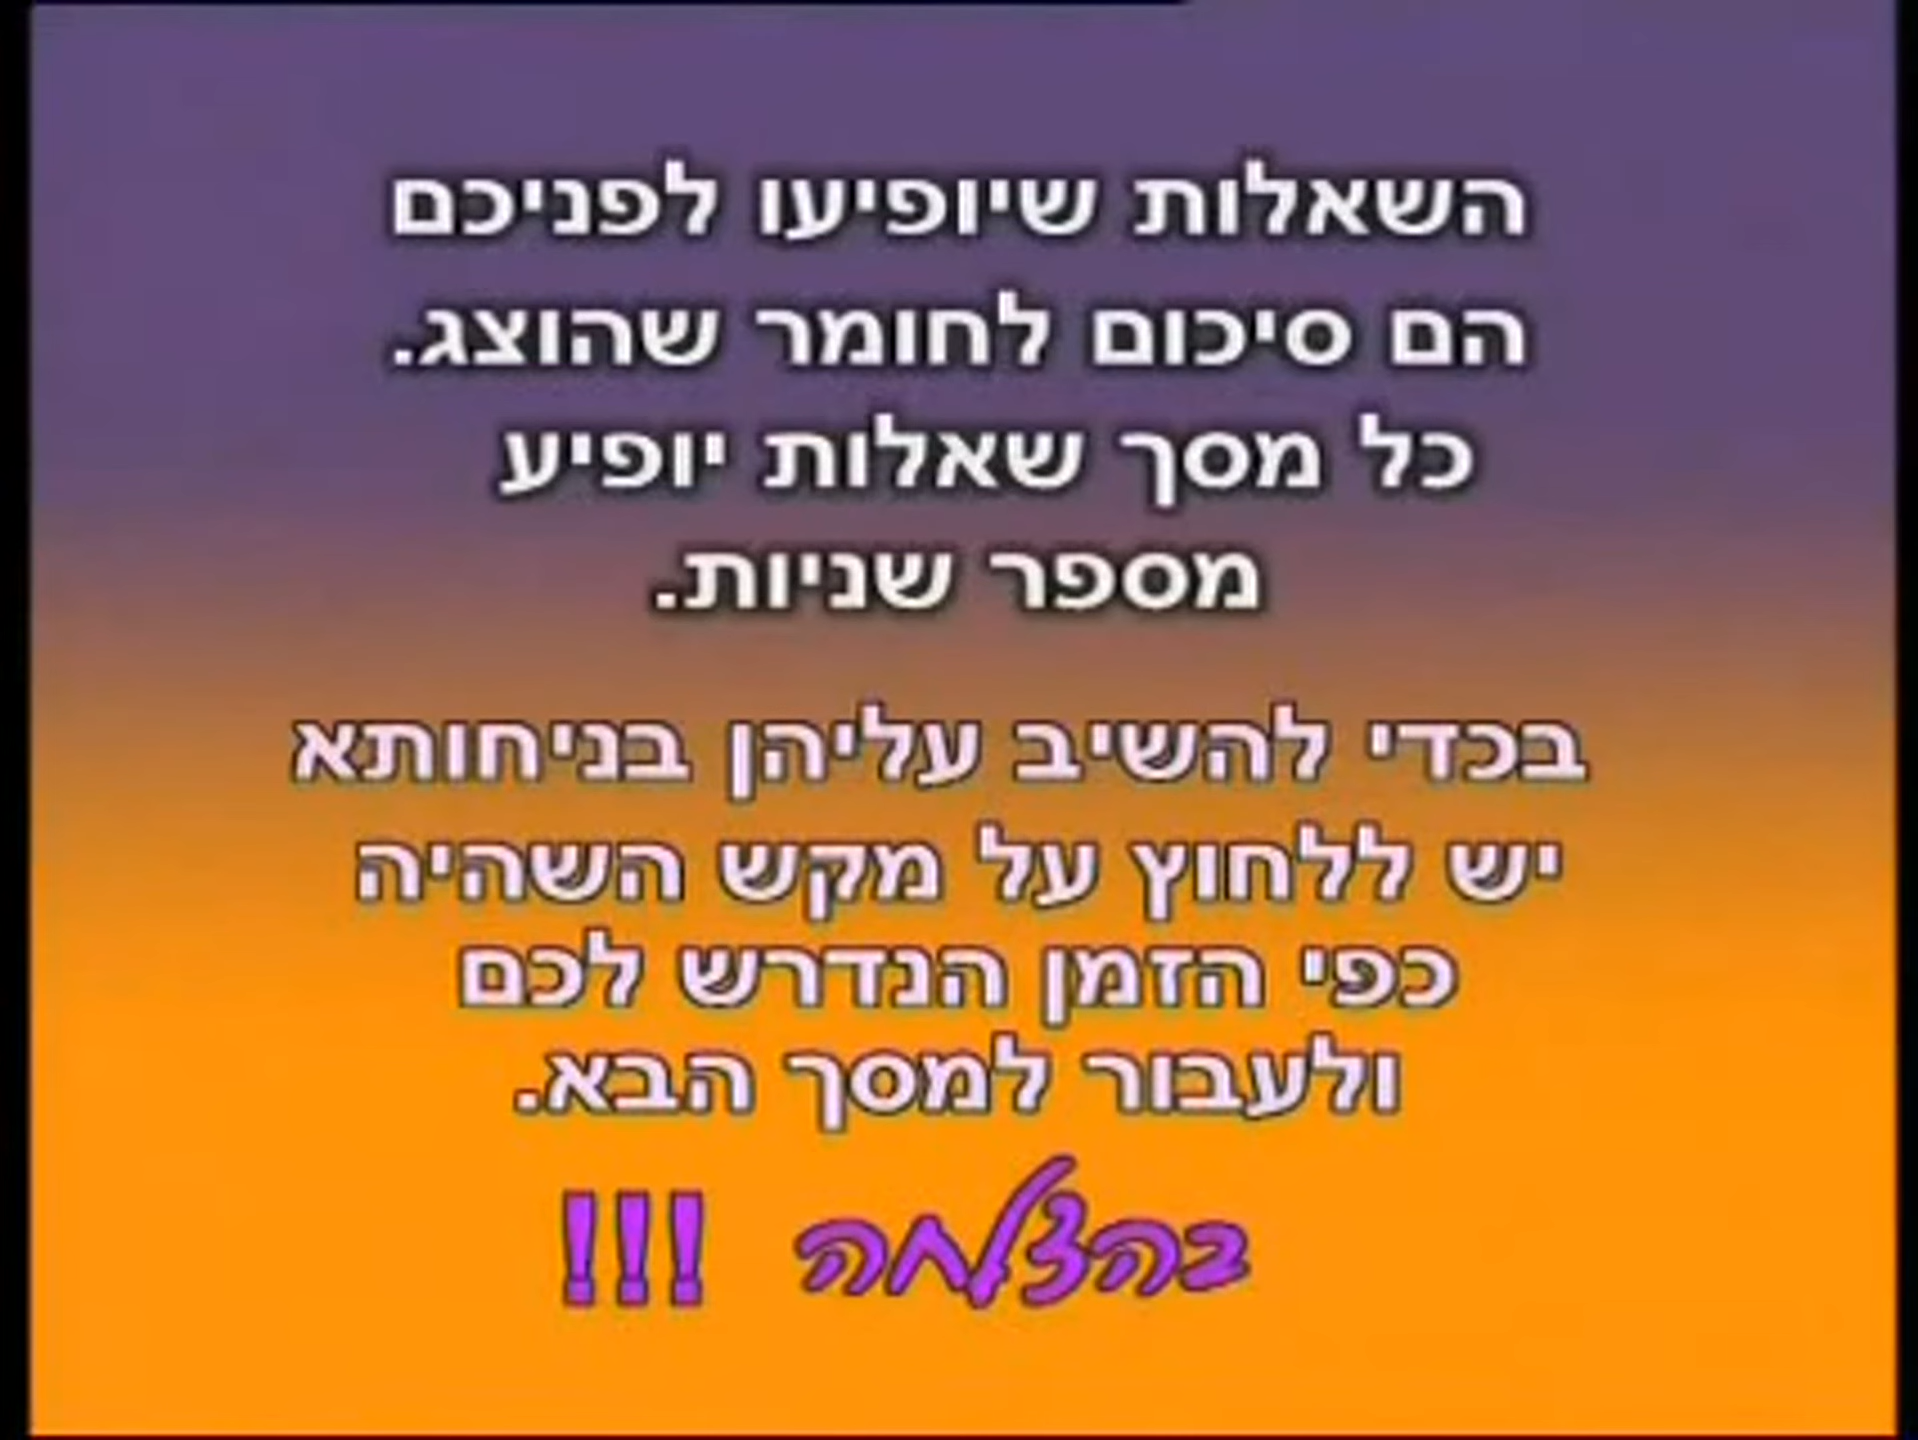 השאלות שיופיעו לפניכם
הם סיכום לחומר שהוצג.
כל מסך שאלות יופיע
מספר שניות.
בכדי להשיב עליהן בניחותא
יש ללחוץ על מקש השהיה
כפי הזמן הנדרש לכם
ולעבור למסך הבא.
בהצלחה !!!